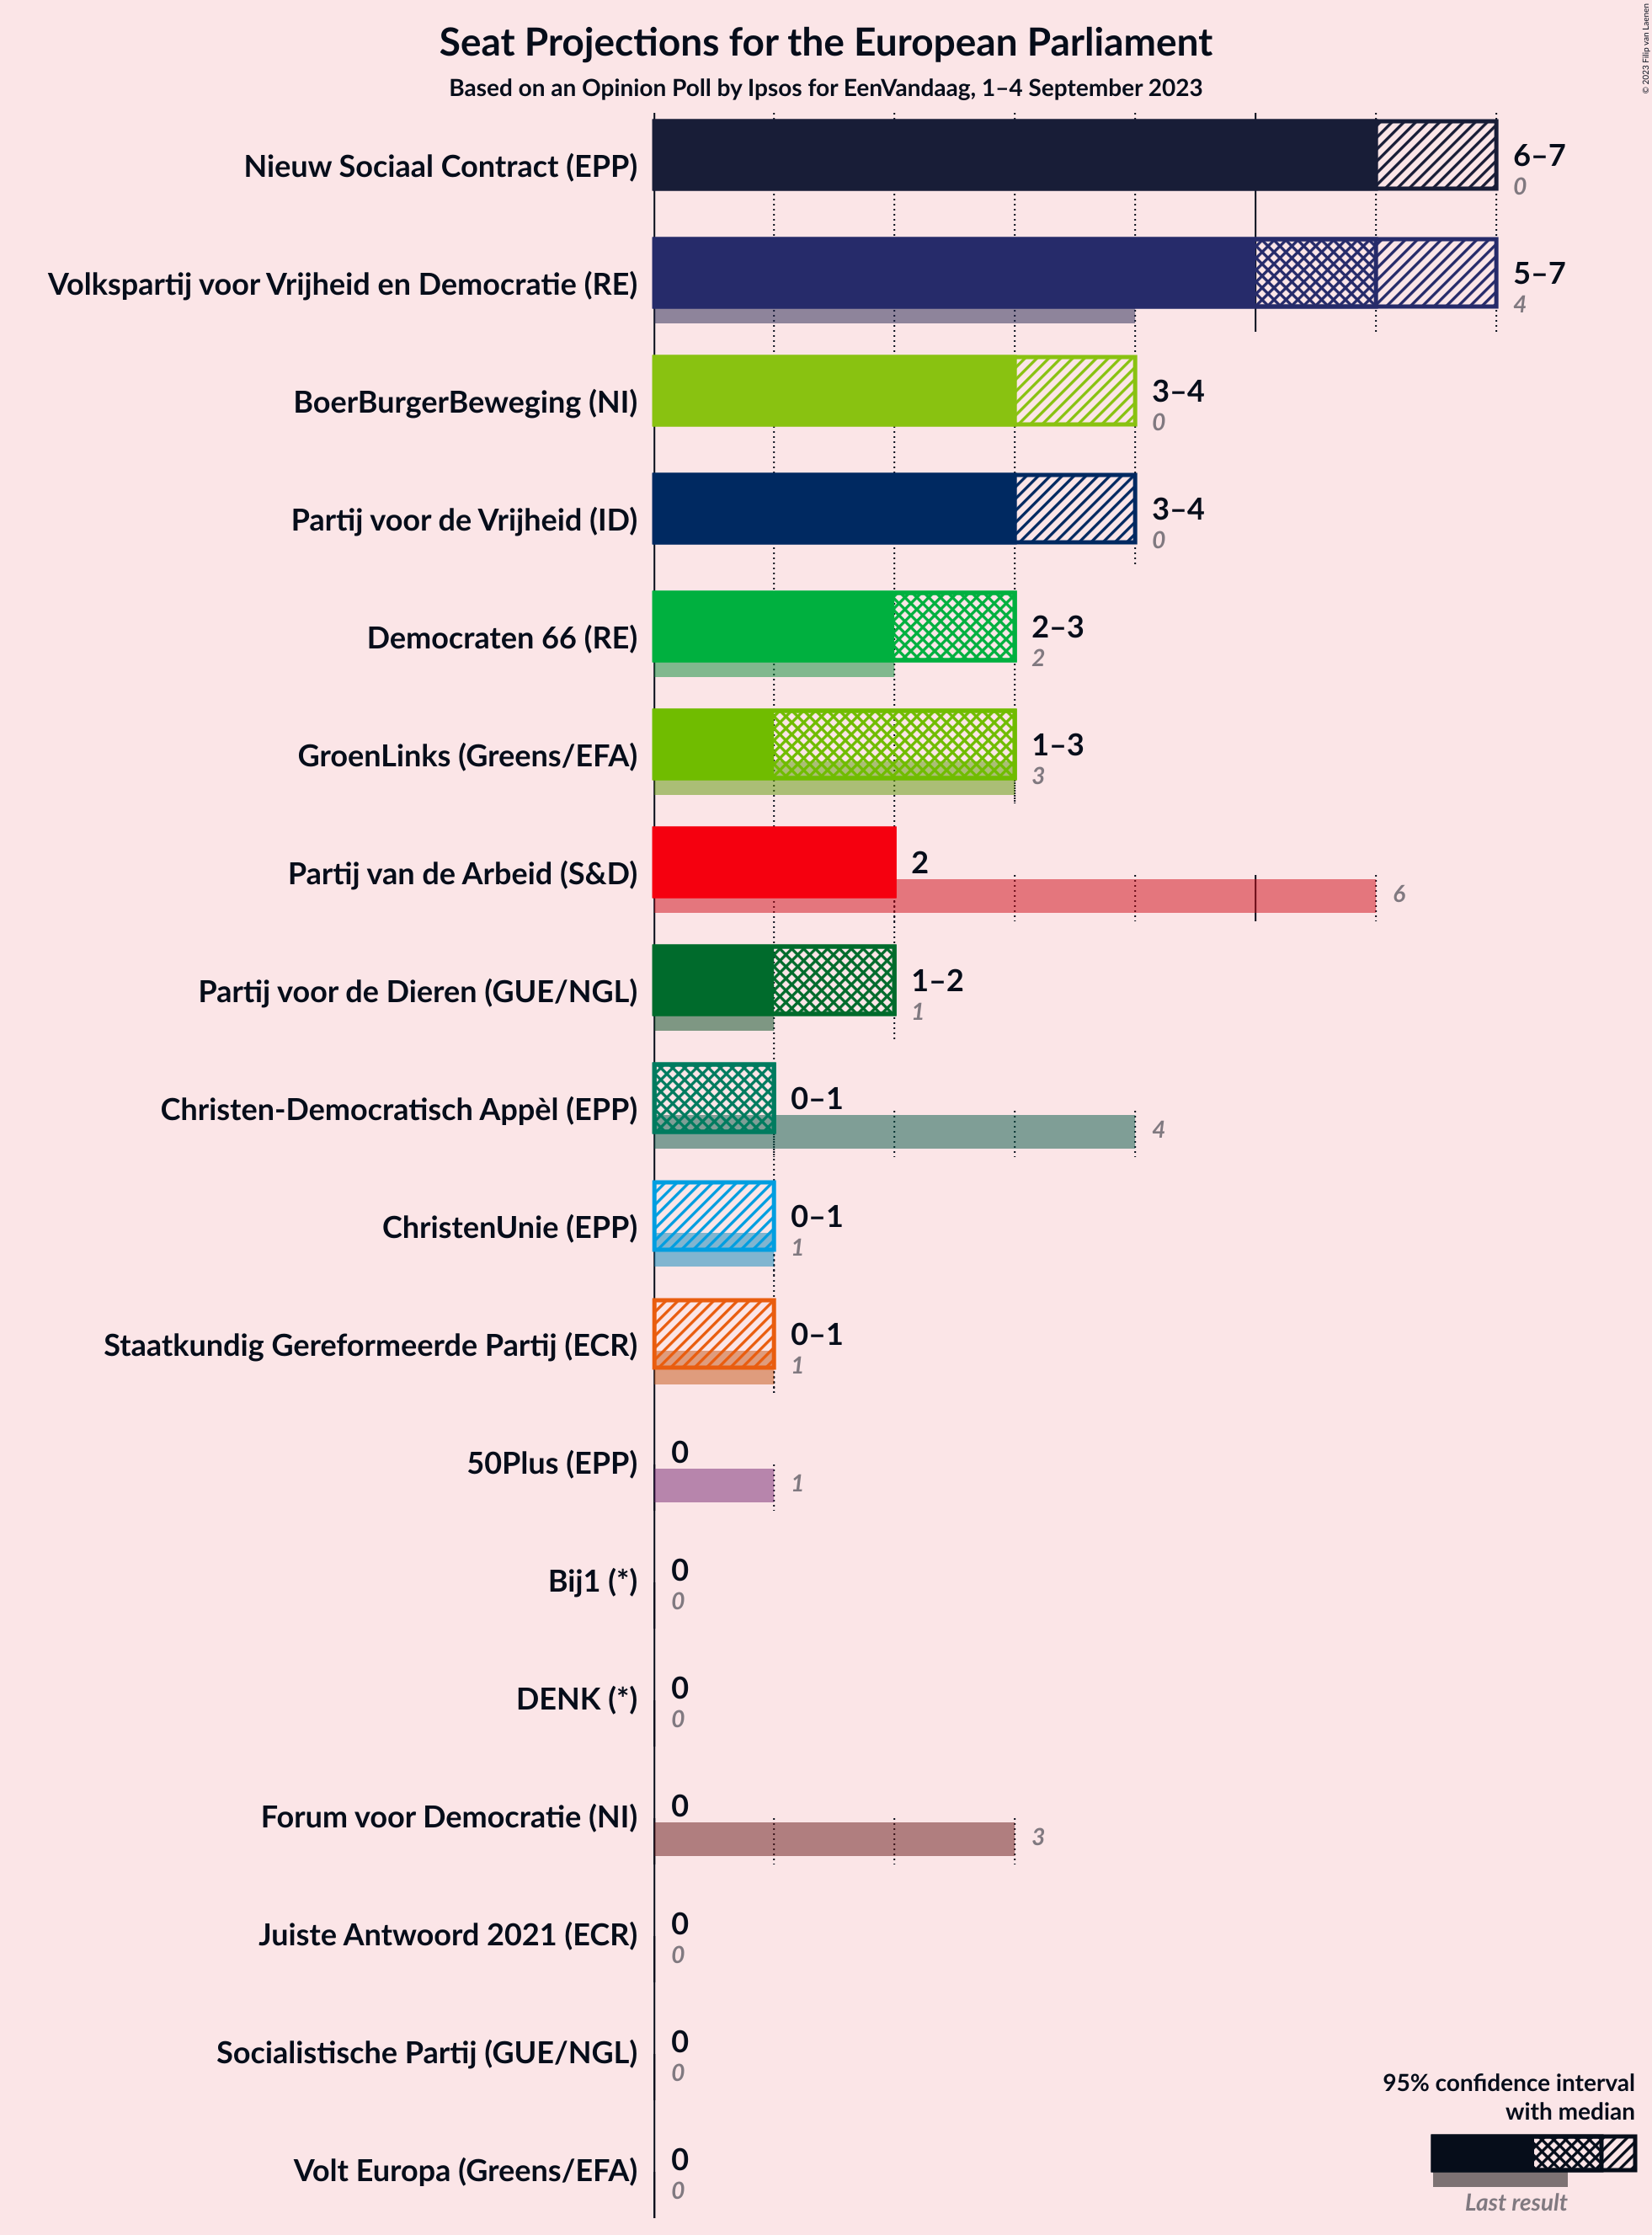 Seat Projections for the European Parliament
Based on an Opinion Poll by Ipsos for EenVandaag, 1–4 September 2023
© 2023 Filip van Laenen
Nieuw Sociaal Contract (EPP)
6–7
0
Volkspartij voor Vrijheid en Democratie (RE)
5–7
4
BoerBurgerBeweging (NI)
3–4
0
Partij voor de Vrijheid (ID)
3–4
0
Democraten 66 (RE)
2–3
2
GroenLinks (Greens/EFA)
1–3
3
Partij van de Arbeid (S&D)
2
6
Partij voor de Dieren (GUE/NGL)
1–2
1
Christen-Democratisch Appèl (EPP)
0–1
4
ChristenUnie (EPP)
0–1
1
Staatkundig Gereformeerde Partij (ECR)
0–1
1
50Plus (EPP)
0
1
Bij1 (*)
0
0
DENK (*)
0
0
Forum voor Democratie (NI)
0
3
Juiste Antwoord 2021 (ECR)
0
0
Socialistische Partij (GUE/NGL)
0
0
Volt Europa (Greens/EFA)
0
0
95% confidence interval
with median
Last result